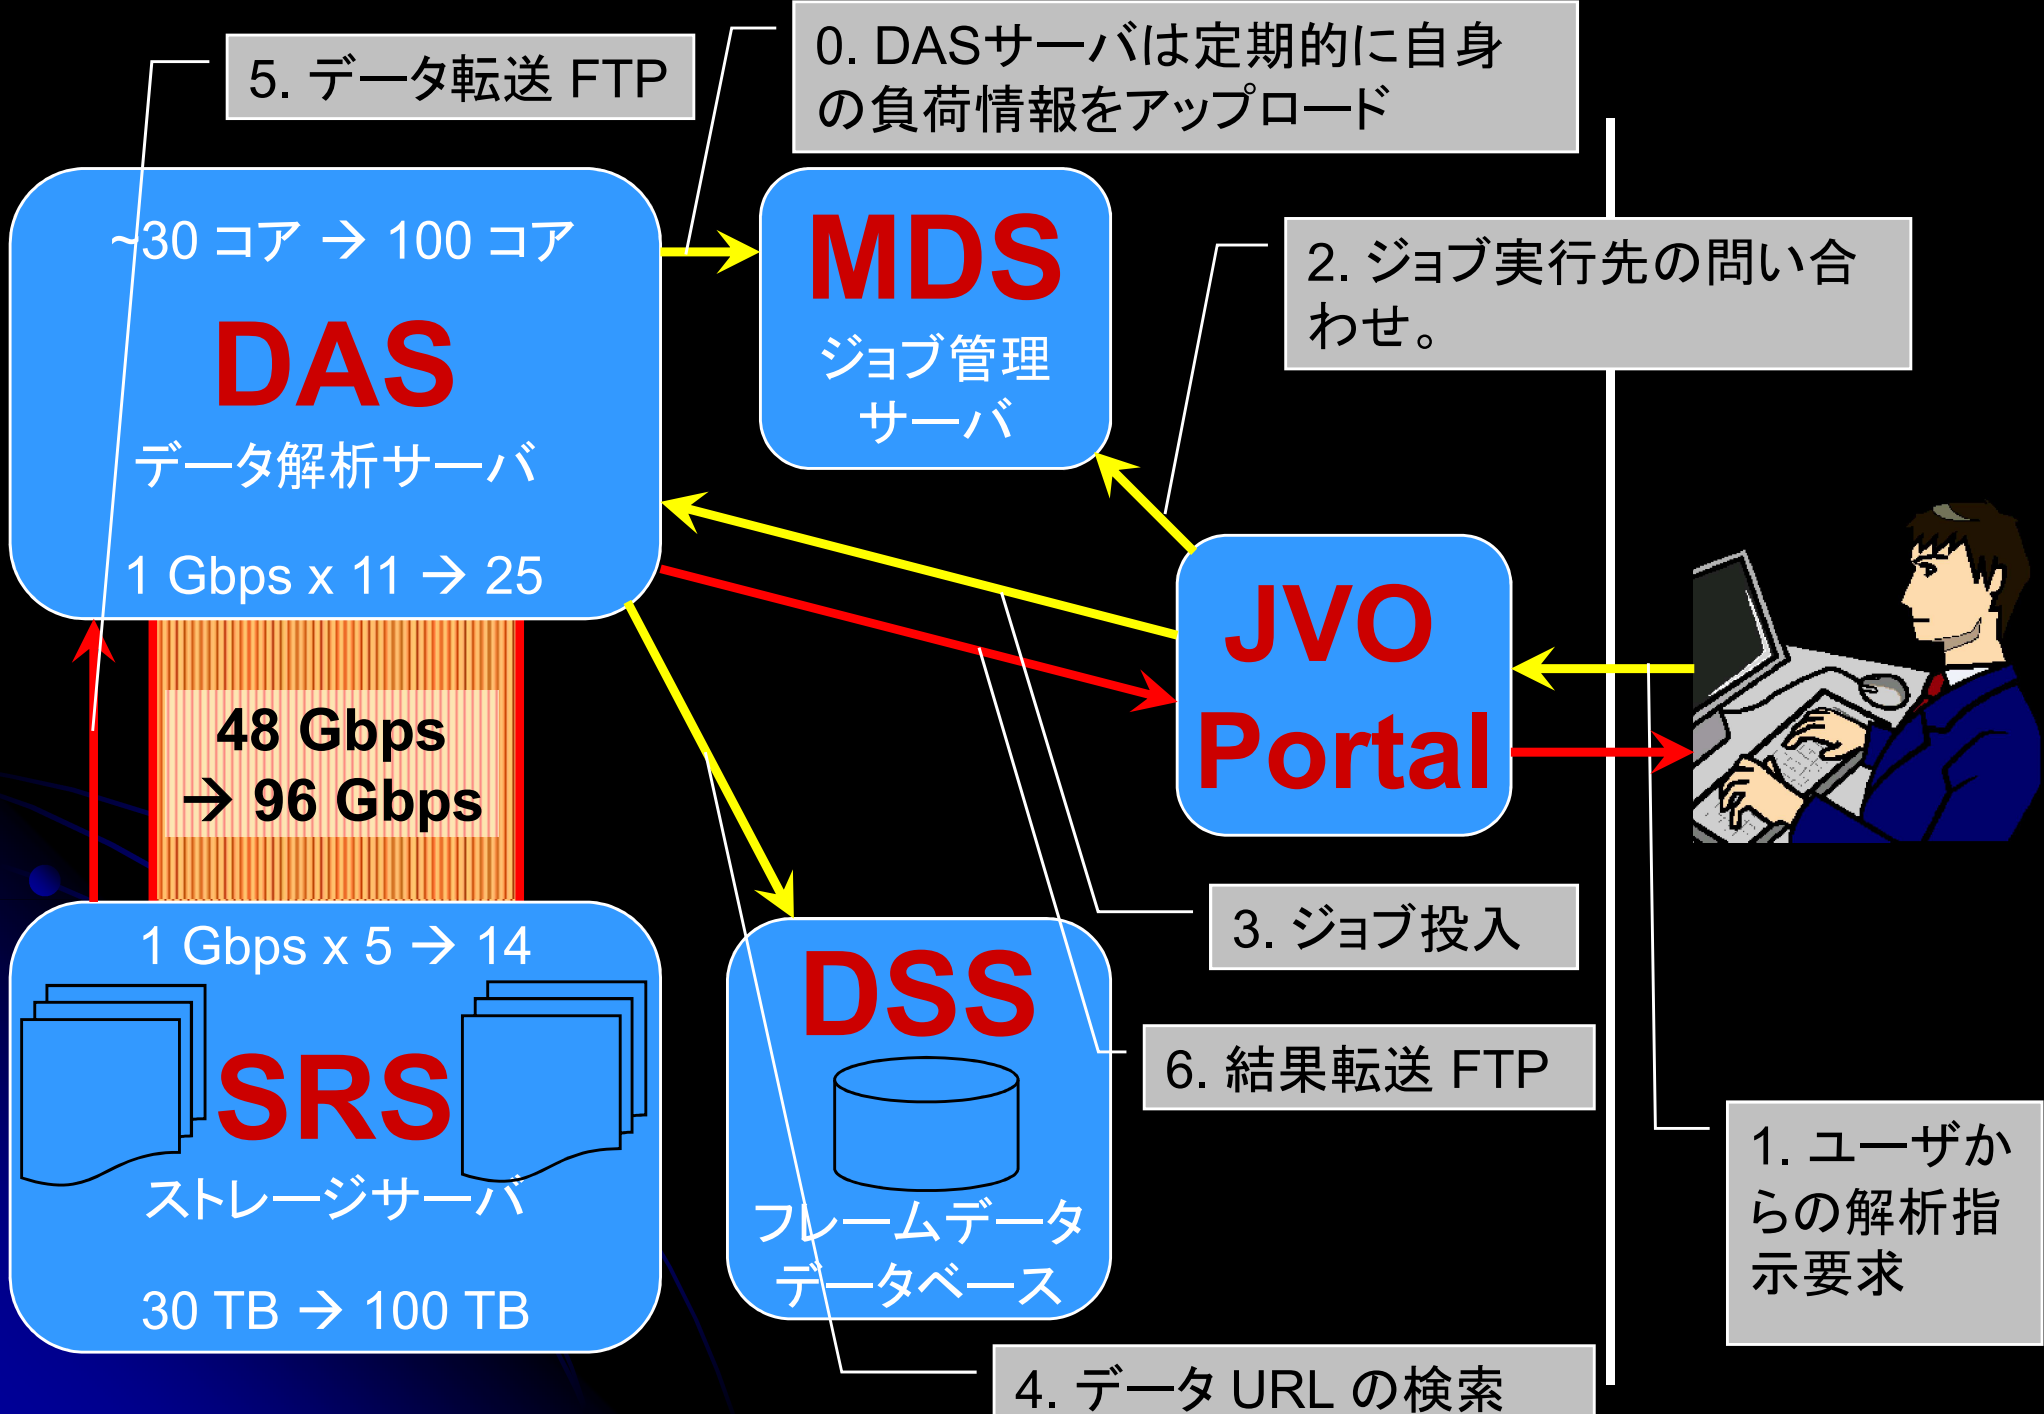 5. データ転送 FTP
0. DASサーバは定期的に自身
の負荷情報をアップロード
~30 コア → 100 コア
DAS
データ解析サーバ
1 Gbps x 11 → 25
MDS
ジョブ管理
サーバ
2. ジョブ実行先の問い合
わせ。
JVO
Portal
48 Gbps
→ 96 Gbps
1 Gbps x 5 → 14
SRS
ストレージサーバ
30 TB → 100 TB
DSS
フレームデータ
データベース
3. ジョブ投入
6. 結果転送 FTP
1. ユーザか
らの解析指
示要求
4. データ URL の検索